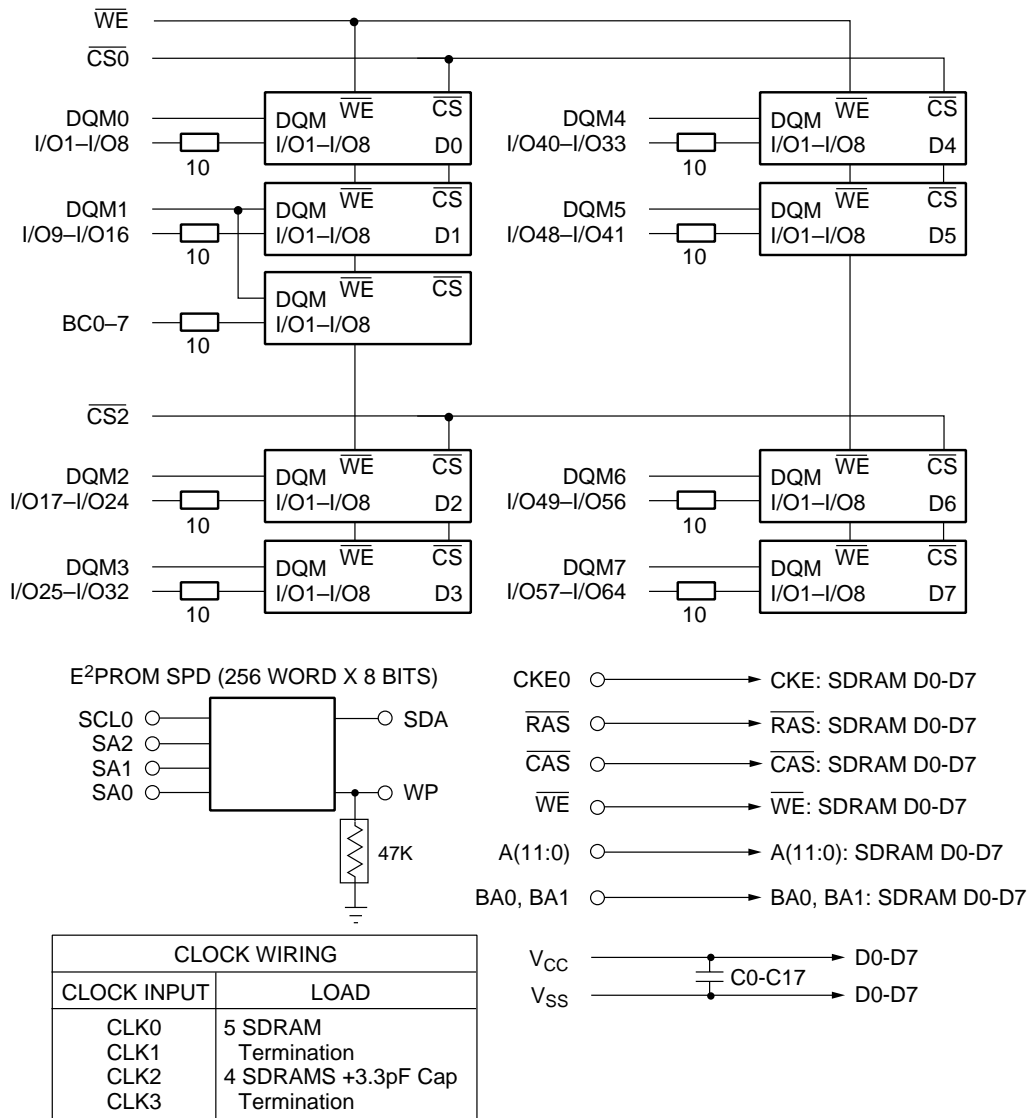 WE
CS0
DQM0
I/O1–I/O8
10
DQM WE CS
I/O1–I/O8 D0
DQM4
I/O40–I/O33
10
DQM WE CS
I/O1–I/O8 D4
DQM1
I/O9–I/O16
10
DQM WE CS
I/O1–I/O8 D1
DQM5
I/O48–I/O41
10
DQM WE CS
I/O1–I/O8 D5
BC0–7
10
DQM WE CS
I/O1–I/O8
CS2
DQM2
I/O17–I/O24
10
DQM WE CS
I/O1–I/O8 D2
DQM6
I/O49–I/O56
10
DQM WE CS
I/O1–I/O8 D6
DQM3
I/O25–I/O32
10
DQM WE CS
I/O1–I/O8 D3
DQM7
I/O57–I/O64
10
DQM WE CS
I/O1–I/O8 D7
E2PROM SPD (256 WORD X 8 BITS)
SCL0
SA2
SA1
SA0
SDA
WP
47K
CKE0 CKE: SDRAM D0-D7
RAS RAS: SDRAM D0-D7
CAS CAS: SDRAM D0-D7
WE WE: SDRAM D0-D7
A(11:0) A(11:0): SDRAM D0-D7
BA0, BA1 BA0, BA1: SDRAM D0-D7
VCC D0-D7
C0-C17
VSS D0-D7
CLOCK WIRING
CLOCK INPUT LOAD
CLK0 5 SDRAM
CLK1 Termination
CLK2 4 SDRAMS +3.3pF Cap
CLK3 Termination